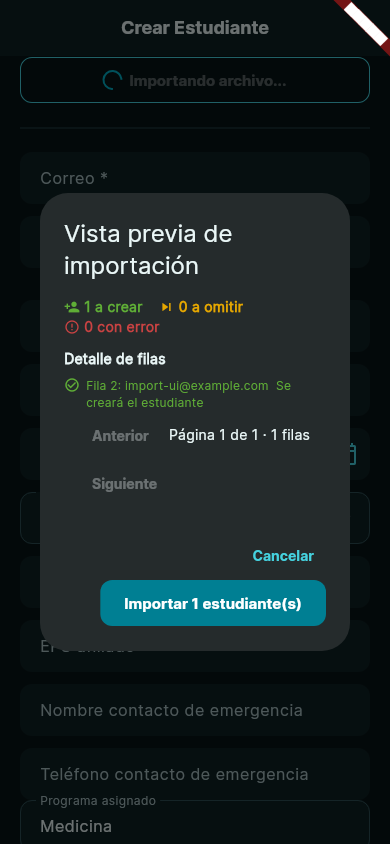 Crear Estudiante
Importando archivo...
Correo *
Vista previa de
importación
1 a crear 0 a omitir
0 con error
Detalle de filas
Fila 2: import-ui@example.com Se
creará el estudiante
Anterior Página 1 de 1 · 1 filas
Siguiente
Cancelar
Importar 1 estudiante(s)
Nombre contacto de emergencia
Teléfono contacto de emergencia
Programa asignado
Medicina